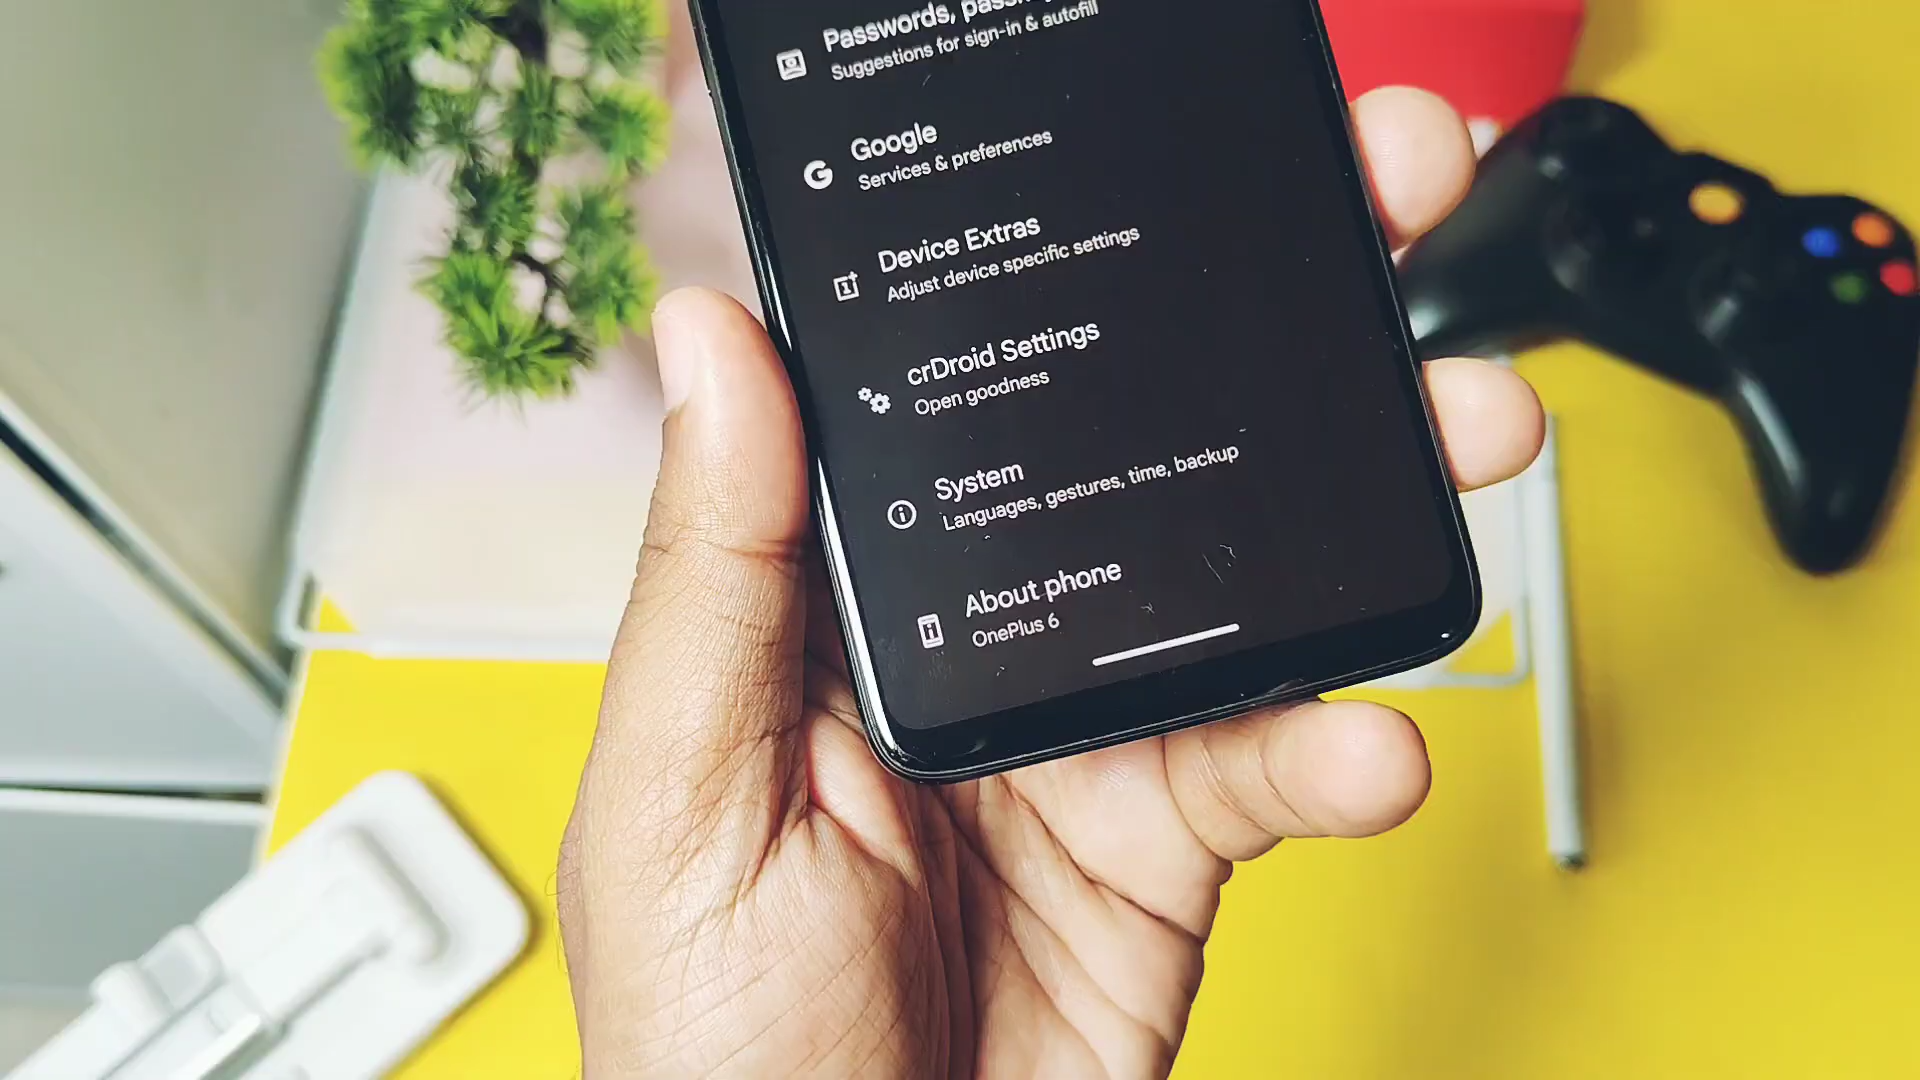 Passwords,
Suggestions for sign-in & autofill
Google
Services & preferences
Device Extras
Adjust device specific settings
crDroid Settings
Open goodness
System
Languages, gestures, time, backup
About phone
OnePlus 6